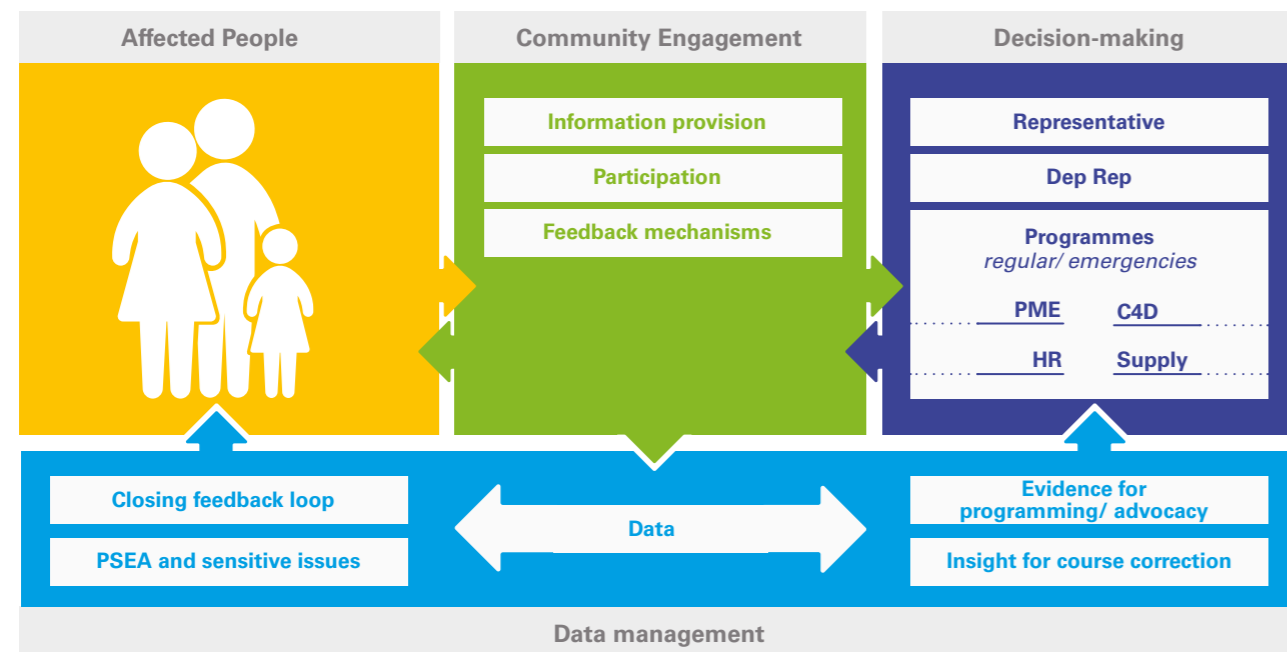 Affected People
Community Engagement
Decision-making
Information provision
Participation
Feedback mechanisms
Representative
Dep Rep
Programmes
regular/ emergencies
PME
C4D
HR
Supply
Closing feedback loop
PSEA and sensitive issues
Data
Evidence for
programming/ advocacy
Insight for course correction
Data management